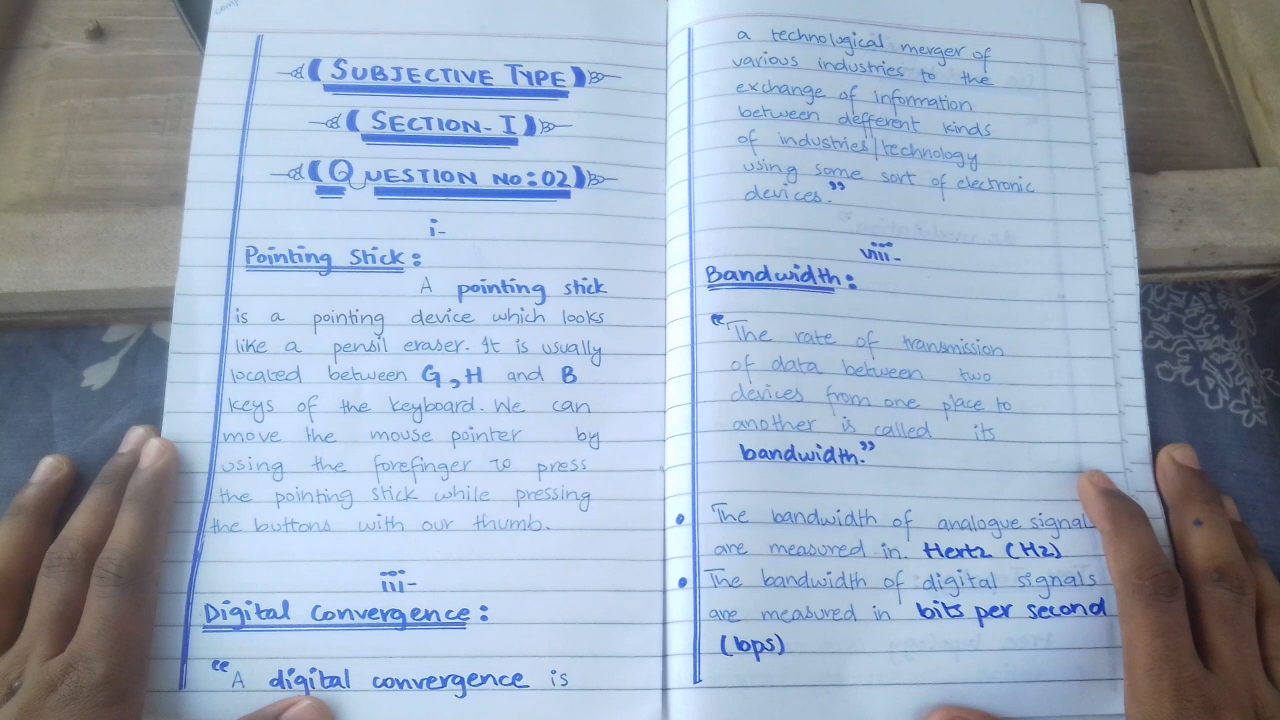 (SUBJECTIVE TYPE)
(SECTION-I)
(QUESTION NO:02)
i-
Pointing Stick:
A pointing stick
is a pointing device which looks
like a pensil eraser. It is usually
located between G, H and B
keys of the keyboard. We can
move the mouse pointer by
using the forefinger to press
the pointing stick while pressing
the buttons with our thumb.
iii-
Digital Convergence:
"A digital convergence is
a technological merger of
various industries to the
exchange of information
between defferent kinds
of industries/technology
using some sort of electronic
devices."
viii-
Bandwidth:
"The rate of transmission
of data between two
devices from one place to
another is called its
bandwidth."
• The bandwidth of analogue signal
are measured in Hertz (Hz)
• The bandwidth of digital signals
are measured in bits per second
(bps)